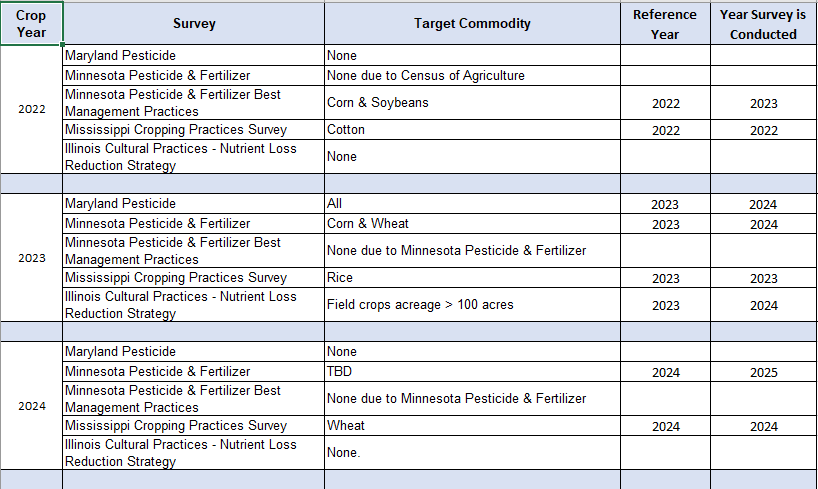 Crop Year Survey Target Commodity Reference Year Year Survey is Conducted
2022
Maryland Pesticide None
Minnesota Pesticide & Fertilizer None due to Census of Agriculture
Minnesota Pesticide & Fertilizer Best
Management Practices Corn & Soybeans 2022 2023
Mississippi Cropping Practices Survey Cotton 2022 2022
Illinois Cultural Practices - Nutrient Loss
Reduction Strategy None
2023
Maryland Pesticide All 2023 2024
Minnesota Pesticide & Fertilizer Corn & Wheat 2023 2024
Minnesota Pesticide & Fertilizer Best
Management Practices None due to Minnesota Pesticide & Fertilizer
Mississippi Cropping Practices Survey Rice 2023 2023
Illinois Cultural Practices - Nutrient Loss
Reduction Strategy Field crops acreage > 100 acres 2023 2024
2024
Maryland Pesticide None
Minnesota Pesticide & Fertilizer TBD 2024 2025
Minnesota Pesticide & Fertilizer Best
Management Practices None due to Minnesota Pesticide & Fertilizer
Mississippi Cropping Practices Survey Wheat 2024 2024
Illinois Cultural Practices - Nutrient Loss
Reduction Strategy None.